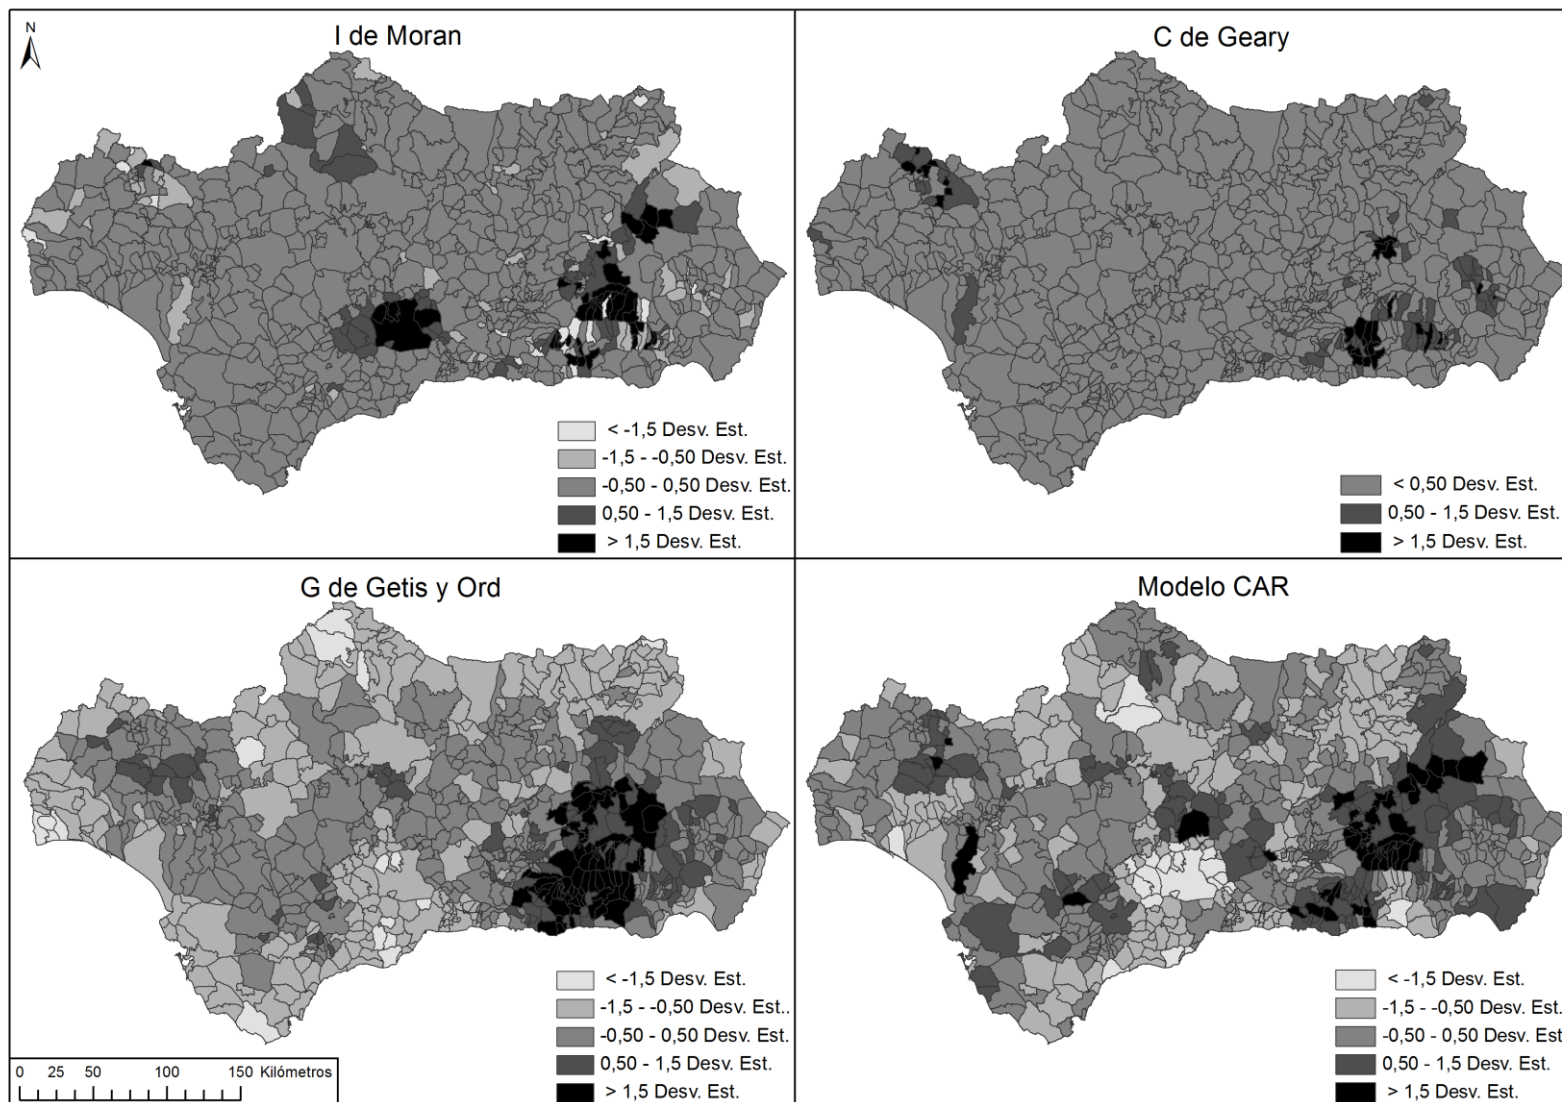 N
I de Moran
< -1,5 Desv. Est.
-1,5 - -0,50 Desv. Est.
-0,50 - 0,50 Desv. Est.
0,50 - 1,5 Desv. Est.
> 1,5 Desv. Est.
C de Geary
< 0,50 Desv. Est.
0,50 - 1,5 Desv. Est.
> 1,5 Desv. Est.
G de Getis y Ord
< -1,5 Desv. Est.
-1,5 - -0,50 Desv. Est..
-0,50 - 0,50 Desv. Est.
0,50 - 1,5 Desv. Est.
> 1,5 Desv. Est.
0 25 50 100 150 Kilómetros
Modelo CAR
< -1,5 Desv. Est.
-1,5 - -0,50 Desv. Est.
-0,50 - 0,50 Desv. Est.
0,50 - 1,5 Desv. Est.
> 1,5 Desv. Est.